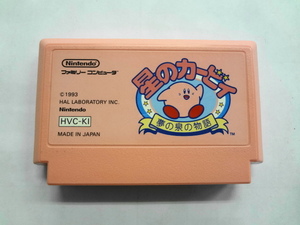 Nintendo
ファミリー コンピュータ
©1993
HAL LABORATORY INC.
Nintendo
HVC-KI
MADE IN JAPAN
星のカービィ
夢の泉の物語
TM